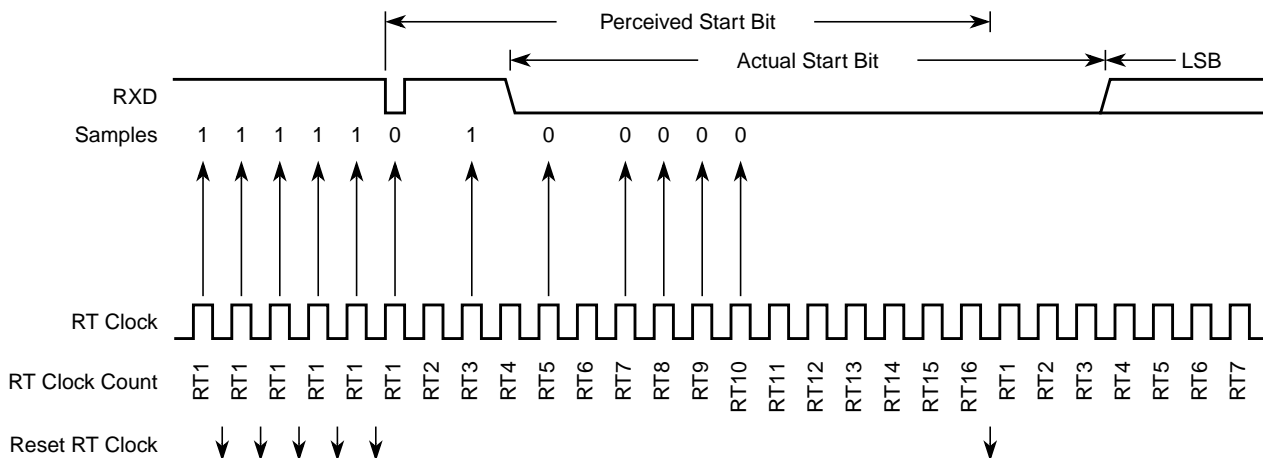 Perceived Start Bit
Actual Start Bit
LSB
RXD
Samples 1 1 1 1 1 0 1 0 0 0 0 0
RT Clock
RT Clock Count RT1 RT1 RT1 RT1 RT1 RT1 RT2 RT3 RT4 RT5 RT6 RT7 RT8 RT9 RT10 RT11 RT12 RT13 RT14 RT15 RT16 RT1 RT2 RT3 RT4 RT5 RT6 RT7
Reset RT Clock